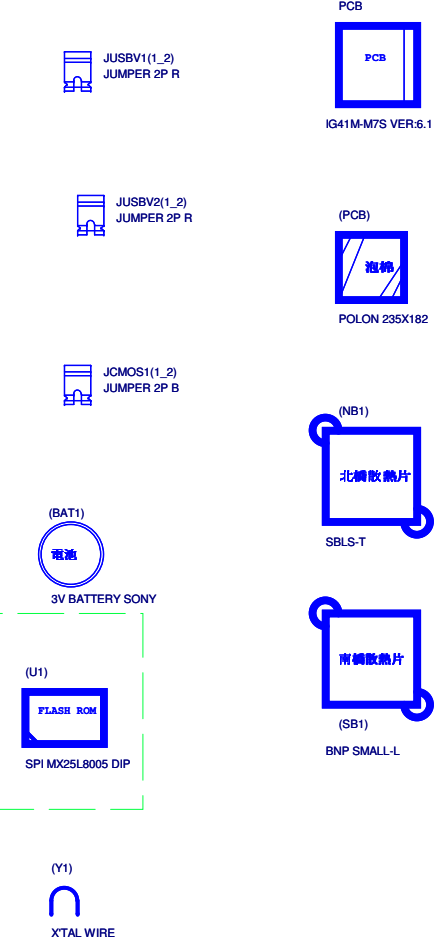 PCB
PCB
IG41M-M7S VER:6.1
JUSBV1(1_2)
JUMPER 2P R
JUSBV2(1_2)
JUMPER 2P R
(PCB)
泡棉
POLON 235X182
JCMOS1(1_2)
JUMPER 2P B
(NB1)
北橋散熱片
SBLS-T
(BAT1)
電池
3V BATTERY SONY
南橋散熱片
(SB1)
BNP SMALL-L
(U1)
FLASH ROM
SPI MX25L8005 DIP
(Y1)
X'TAL WIRE